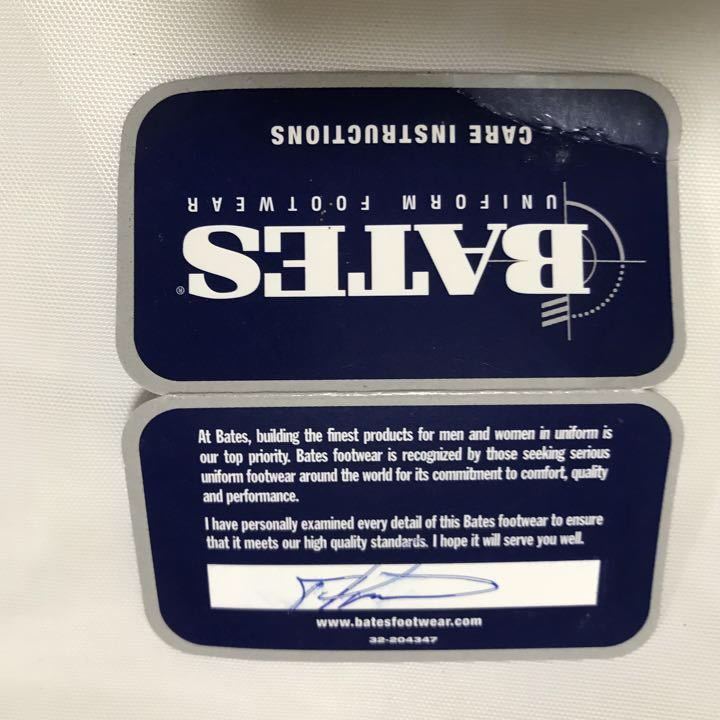 CARE INSTRUCTIONS
UNIFORM FOOTWEAR
BATES®
At Bates, building the finest products for men and women in uniform is
our top priority. Bates footwear is recognized by those seeking serious
uniform footwear around the world for its commitment to comfort, quality
and performance.
I have personally examined every detail of this Bates footwear to ensure
that it meets our high quality standards. I hope it will serve you well.
www.batesfootwear.com
32-204347